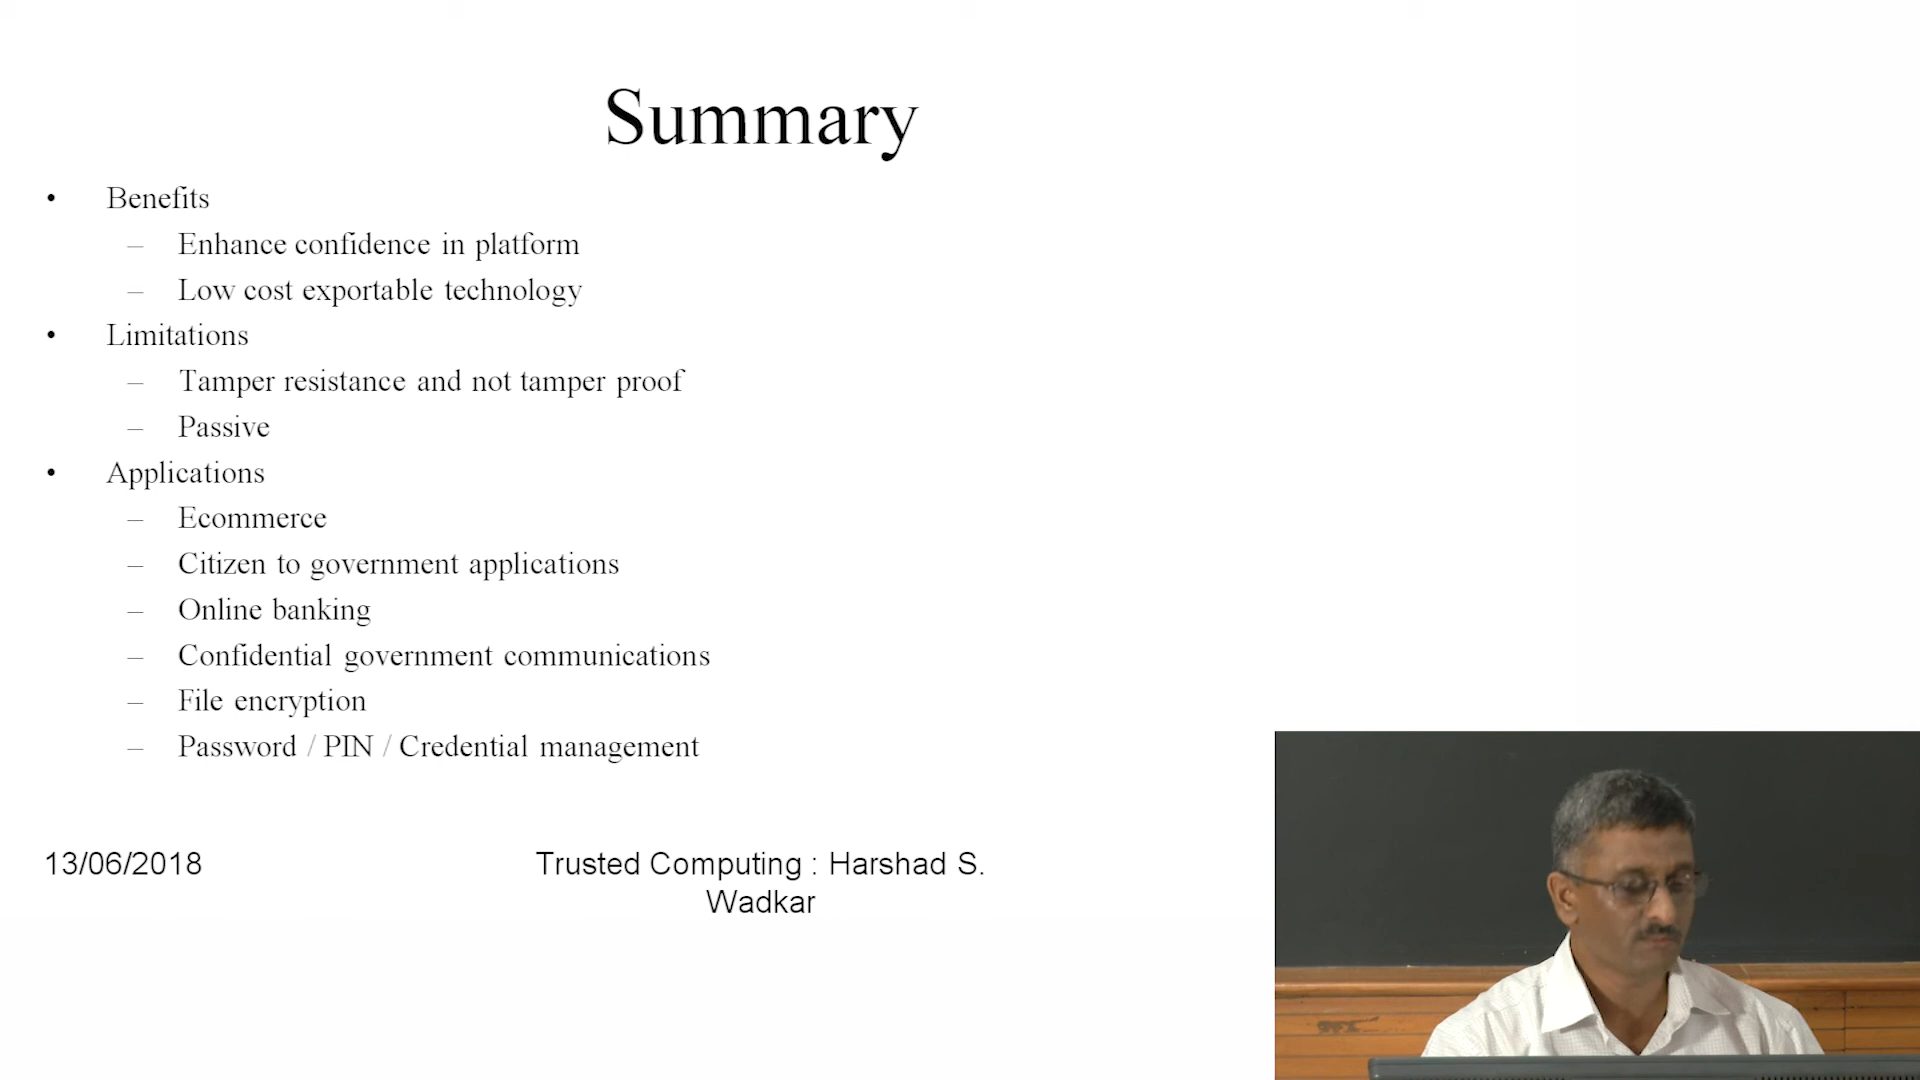 Summary
• Benefits
– Enhance confidence in platform
– Low cost exportable technology
• Limitations
– Tamper resistance and not tamper proof
– Passive
• Applications
– Ecommerce
– Citizen to government applications
– Online banking
– Confidential government communications
– File encryption
– Password / PIN / Credential management
13/06/2018
Trusted Computing : Harshad S.
Wadkar